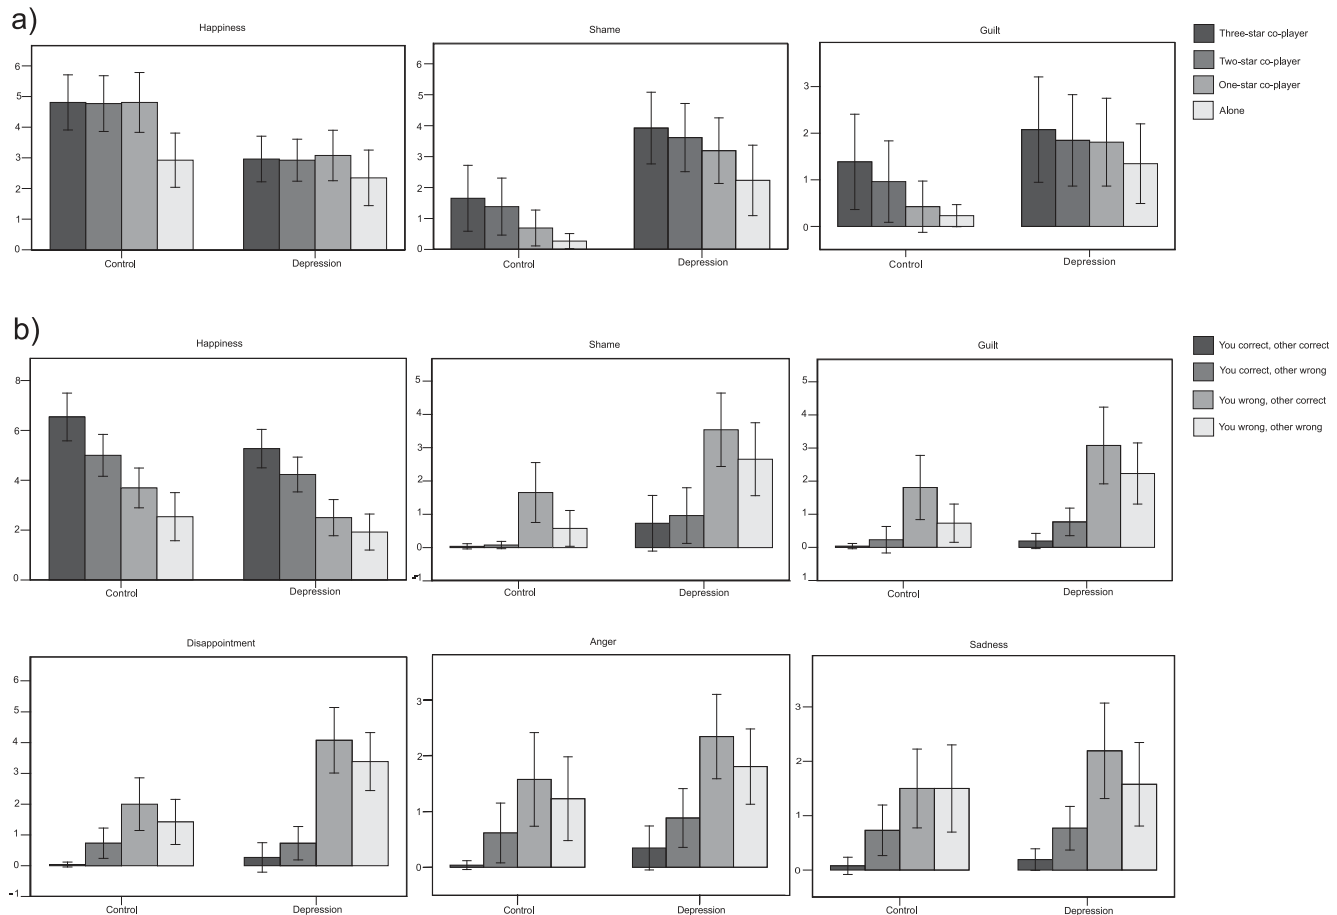 a)
Happiness
6
5
4
3
2
1
0
Control
Depression
Shame
6
5
4
3
2
1
0
Control
Depression
Guilt
3
2
1
0
Control
Depression
Three-star co-player
Two-star co-player
One-star co-player
Alone
b)
Happiness
8
6
4
2
0
Control
Depression
Shame
5
4
3
2
1
0
-1
Control
Depression
Guilt
5
4
3
2
1
0
1
Control
Depression
You correct, other correct
You correct, other wrong
You wrong, other correct
You wrong, other wrong
Disappointment
6
5
4
3
2
1
0
-1
Control
Depression
Anger
3
2
1
0
Control
Depression
Sadness
3
2
1
0
Control
Depression